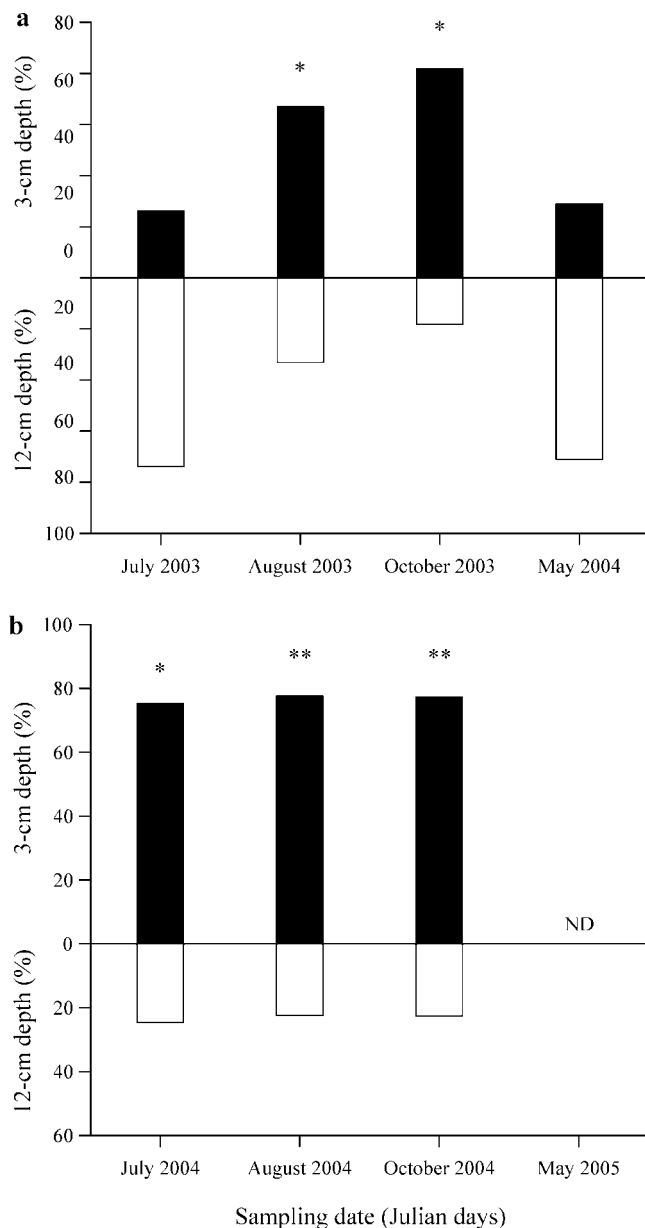 a
80
60
40
20
0
20
40
60
80
100
3-cm depth (%)
12-cm depth (%)
*
*
July 2003
August 2003
October 2003
May 2004
b
100
80
60
40
20
0
20
40
60
3-cm depth (%)
12-cm depth (%)
*
**
**
ND
July 2004
August 2004
October 2004
May 2005
Sampling date (Julian days)